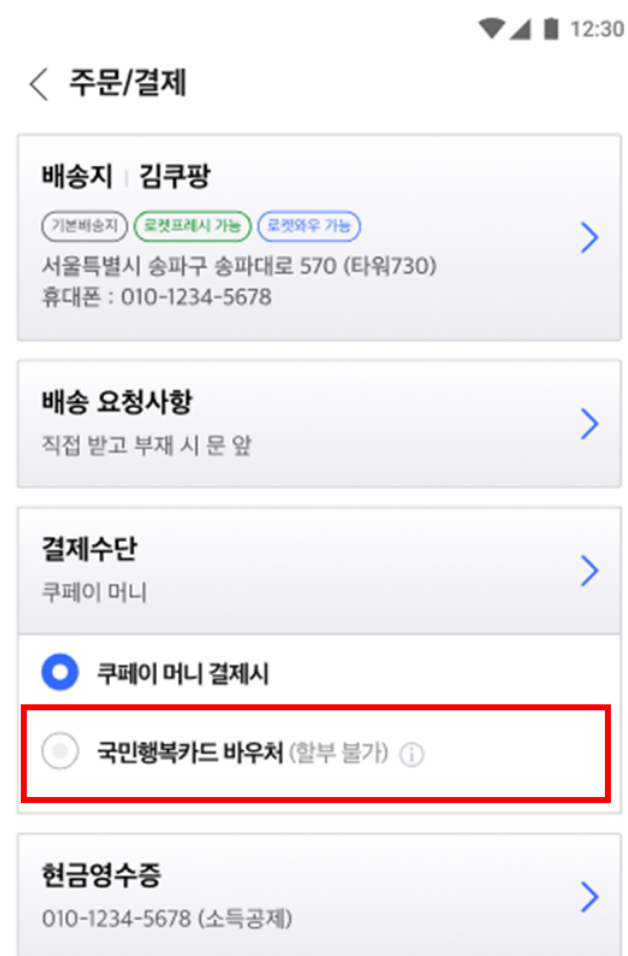 12:30
주문/결제
배송지 | 김쿠팡
기본배송지 로켓프레시 가능 로켓와우 가능
서울특별시 송파구 송파대로 570 (타워730)
휴대폰 : 010-1234-5678
배송 요청사항
직접 받고 부재 시 문 앞
결제수단
쿠페이 머니
쿠페이 머니 결제시
국민행복카드 바우처 (할부 불가)
현금영수증
010-1234-5678 (소득공제)